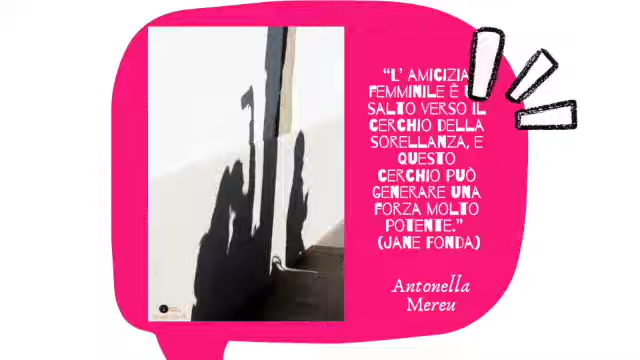 “L’ AMICIZIA
FEMMINILE È
SALTO VERSO IL
CERCHIO DELLA
SORELLANZA, E
QUESTO
CERCHIO PUÒ
GENERARE UNA
FORZA MOLTO
POTENTE.”
(JANE FONDA)
Antonella
Mereu